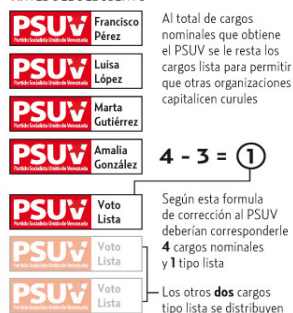 PSUV
Partido Socialista Unido de Venezuela
Francisco
Pérez
PSUV
Partido Socialista Unido de Venezuela
Luisa
López
PSUV
Partido Socialista Unido de Venezuela
Marta
Gutiérrez
PSUV
Partido Socialista Unido de Venezuela
Amalia
González
PSUV
Partido Socialista Unido de Venezuela
Voto
Lista
PSUV
Partido Socialista Unido de Venezuela
Voto
Lista
PSUV
Partido Socialista Unido de Venezuela
Voto
Lista
Al total de cargos
nominales que obtiene
el PSUV se le resta los
cargos lista para permitir
que otras organizaciones
capitalicen curules
4 - 3 = 1
Según esta formula
de corrección al PSUV
deberían corresponderle
4 cargos nominales
y 1 tipo lista
Los otros dos cargos
tipo lista se distribuyen